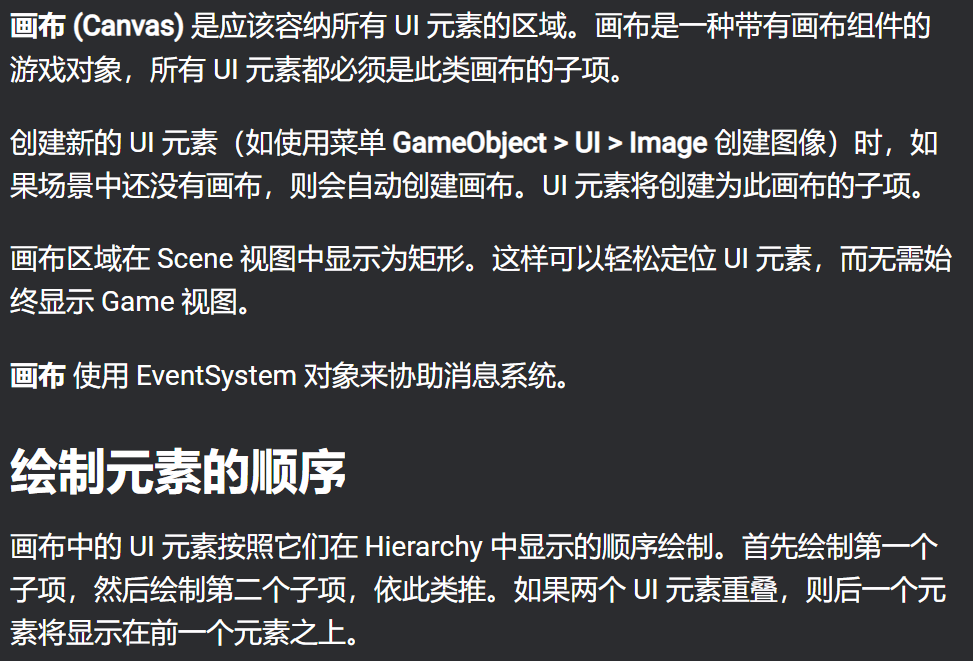 画布 (Canvas) 是应该容纳所有 UI 元素的区域。画布是一种带有画布组件的
游戏对象，所有 UI 元素都必须是此类画布的子项。
创建新的 UI 元素（如使用菜单 GameObject > UI > Image 创建图像）时，如
果场景中还没有画布，则会自动创建画布。UI 元素将创建为此画布的子项。
画布区域在 Scene 视图中显示为矩形。这样可以轻松定位 UI 元素，而无需始
终显示 Game 视图。
画布 使用 EventSystem 对象来协助消息系统。
绘制元素的顺序
画布中的 UI 元素按照它们在 Hierarchy 中显示的顺序绘制。首先绘制第一个
子项，然后绘制第二个子项，依此类推。如果两个 UI 元素重叠，则后一个元
素将显示在前一个元素之上。